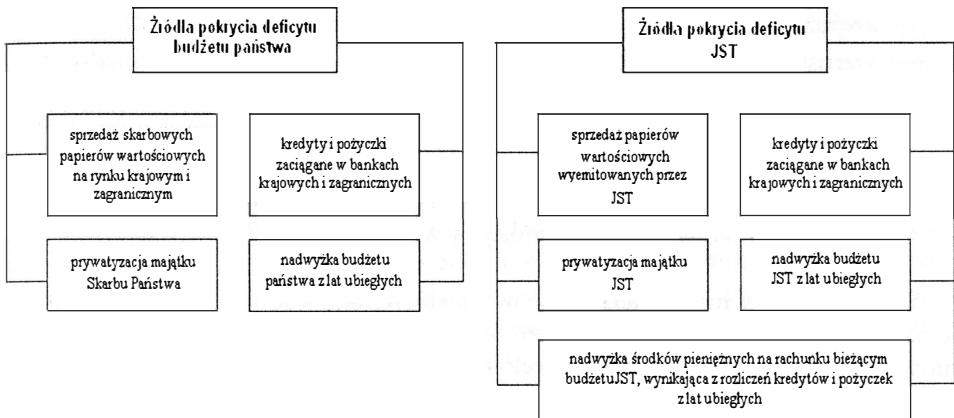 Źródła pokrycia deficytu
budżetu państwa
sprzedaż skarbowych
papierów wartościowych
na rynku krajowym i
zagranicznym
kredyty i pożyczki
zaciągane w bankach
krajowych i zagranicznych
prywatyzacja majątku
Skarbu Państwa
nadwyżka budżetu
państwa z lat ubiegłych
Źródła pokrycia deficytu
JST
sprzedaż papierów
wartościowych
wyemitowanych przez
JST
kredyty i pożyczki
zaciągane w bankach
krajowych i zagranicznych
prywatyzacja majątku
JST
nadwyżka budżetu
JST z lat ubiegłych
nadwyżka środków pieniężnych na rachunku bieżącym
budżetuJST, wynikająca z rozliczeń kredytów i pożyczek
z lat ubiegłych